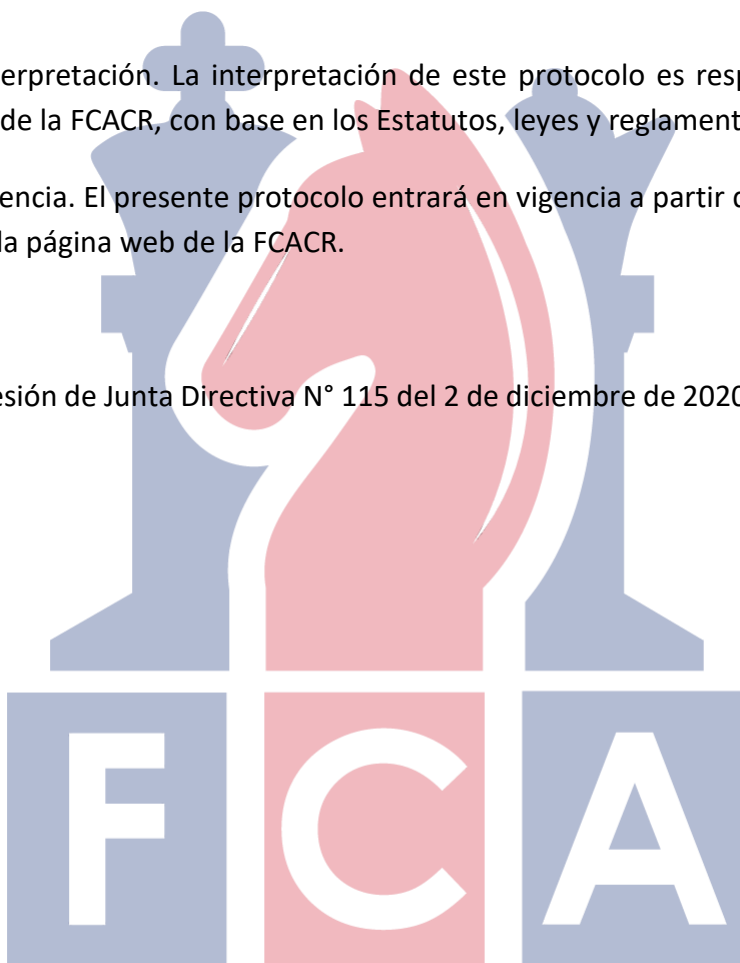 erpretación. La interpretación de este protocolo es resp
de la FCACR, con base en los Estatutos, leyes y reglament
encia. El presente protocolo entrará en vigencia a partir
la página web de la FCACR.
esión de Junta Directiva N° 115 del 2 de diciembre de 2020
F C A